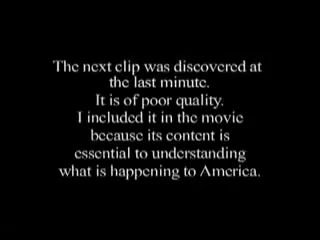 The next clip was discovered at
the last minute.
It is of poor quality.
I included it in the movie
because its content is
essential to understanding
what is happening to America.